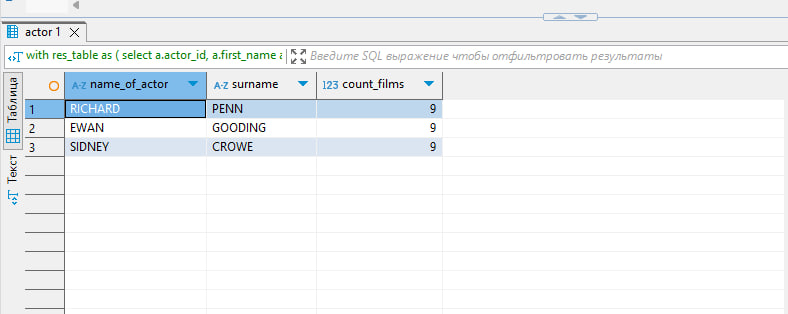 actor 1
with res_table as ( select a.actor_id, a.first_name a
Введите SQL выражение чтобы отфильтровать результаты
Таблица
Текст
A-Z name_of_actor A-Z surname 123 count_films
1 RICHARD PENN 9
2 EWAN GOODING 9
3 SIDNEY CROWE 9